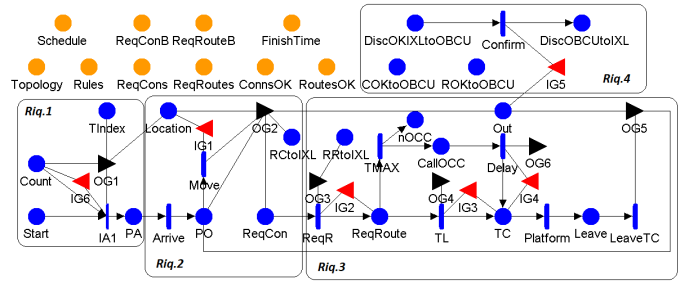 DiscOKIXLtoOBCU
Confirm
DiscOBCUtoIXL
Schedule
ReqConB
ReqRouteB
FinishTime
COKtoOBCU
ROKtoOBCU
IG5
Riq.4
Topology
Rules
ReqCons
ReqRoutes
ConnsOK
RoutesOK
Riq.1
TIndex
Location
IG1
OG2
RCtoIXL
RRtoIXL
nOCC
TMAX
CallOCC
Out
Delay
OG6
OG5
Count
IG6
OG1
Move
OG3
IG2
OG4
IG3
IG4
Start
IA1
PA
Arrive
PO
ReqCon
ReqR
ReqRoute
TL
TC
Platform
Leave
LeaveTC
Riq.2
Riq.3